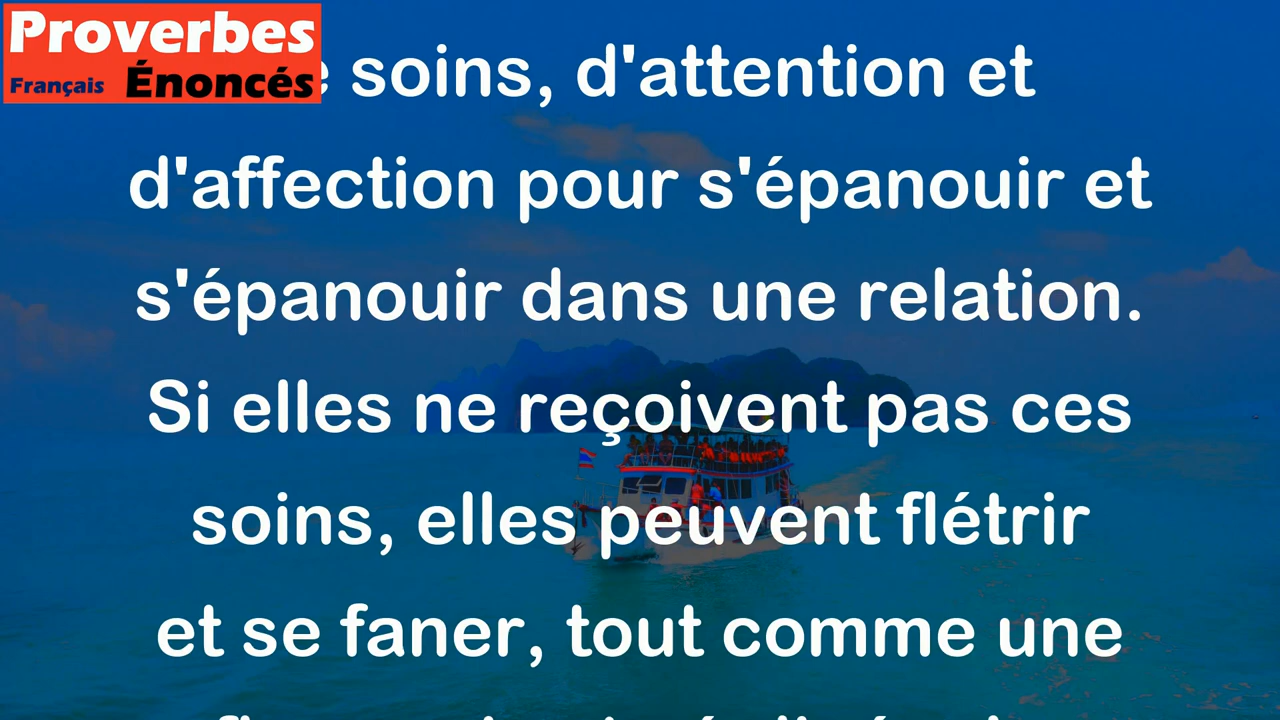 Proverbes
Français Énoncés
soins, d'attention et
d'affection pour s'épanouir et
s'épanouir dans une relation.
Si elles ne reçoivent pas ces
soins, elles peuvent flétrir
et se faner, tout comme une